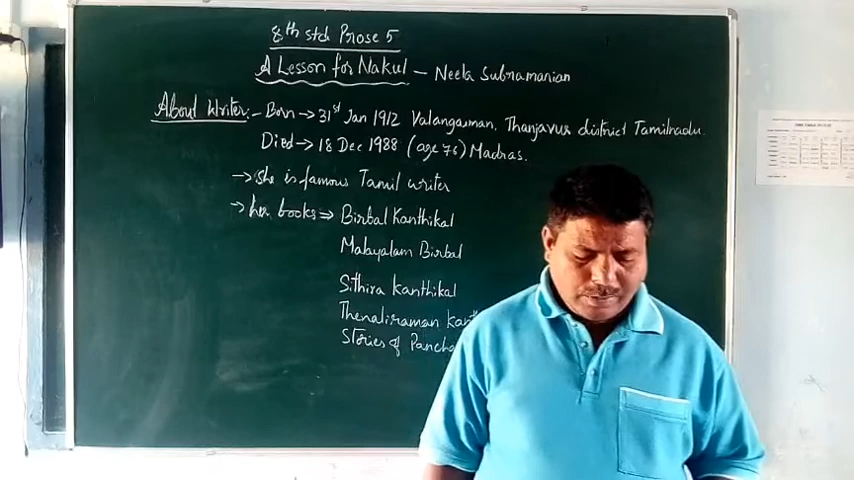 8th std Prose 5
A Lesson for Nakul - Neela Subramanian
About Writer:- Born → 31st Jan 1912 Valangaiman, Thanjavur district Tamilnadu.
Died → 18 Dec 1988 (age 76) Madras.
→ She is famous Tamil writer
→ her books ⇒ Birbal Kanthikal
Malayalam Birbal
Sithira Kanthikal
Thenaliraman
Stories of